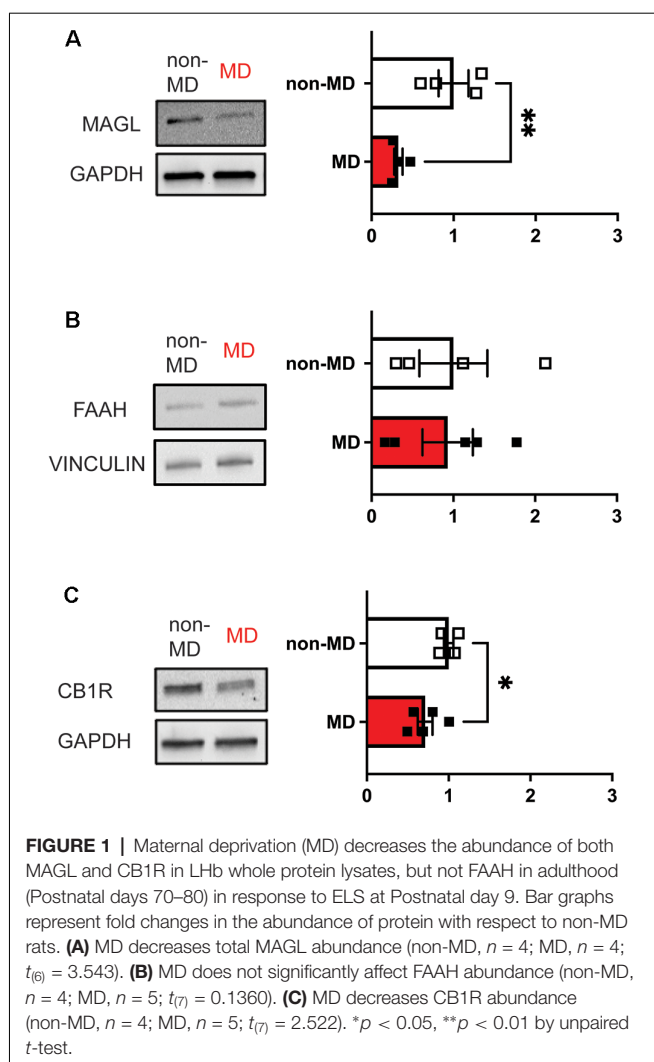 A
non-
MD
MD
MAGL
GAPDH
non-MD
MD
**
0 1 2 3
B
non-
MD
MD
FAAH
VINCULIN
non-MD
MD
0 1 2 3
C
non-
MD
MD
CB1R
GAPDH
non-MD
MD
*
0 1 2 3
FIGURE 1 | Maternal deprivation (MD) decreases the abundance of both
MAGL and CB1R in LHb whole protein lysates, but not FAAH in adulthood
(Postnatal days 70–80) in response to ELS at Postnatal day 9. Bar graphs
represent fold changes in the abundance of protein with respect to non-MD
rats. (A) MD decreases total MAGL abundance (non-MD, n = 4; MD, n = 4;
t(6) = 3.543). (B) MD does not significantly affect FAAH abundance (non-MD,
n = 4; MD, n = 5; t(7) = 0.1360). (C) MD decreases CB1R abundance
(non-MD, n = 4; MD, n = 5; t(7) = 2.522). *p < 0.05, **p < 0.01 by unpaired
t-test.